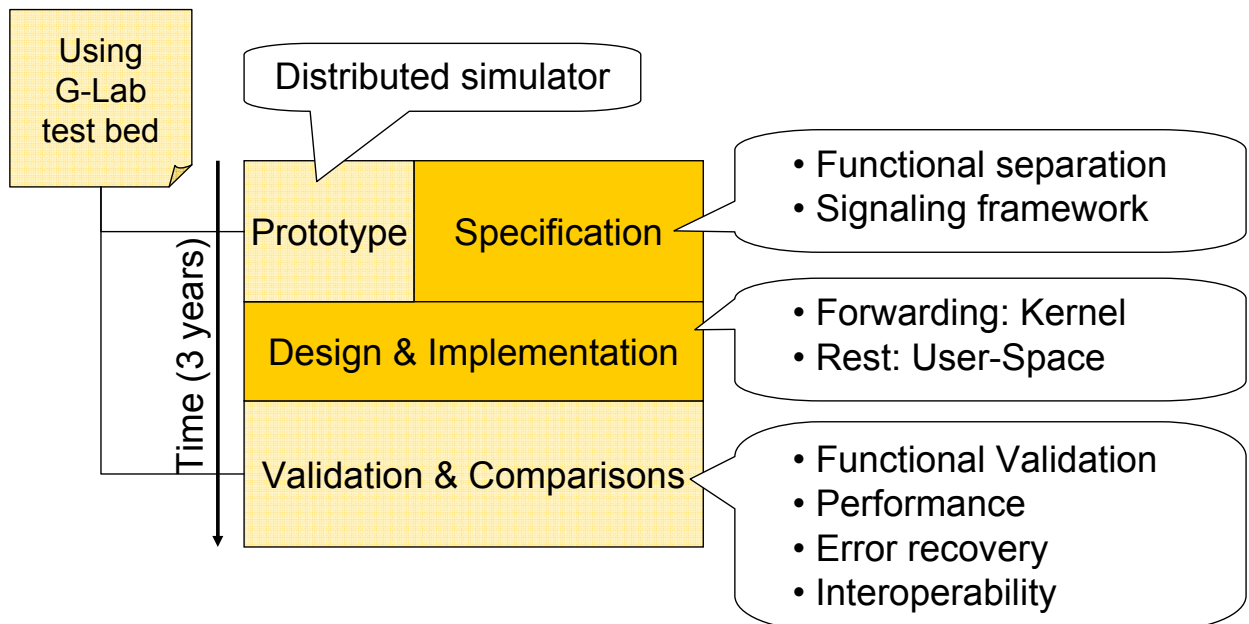 Using
G-Lab
test bed
Distributed simulator
Prototype
Specification
• Functional separation
• Signaling framework
Time (3 years)
Design & Implementation
• Forwarding: Kernel
• Rest: User-Space
Validation & Comparisons
• Functional Validation
• Performance
• Error recovery
• Interoperability